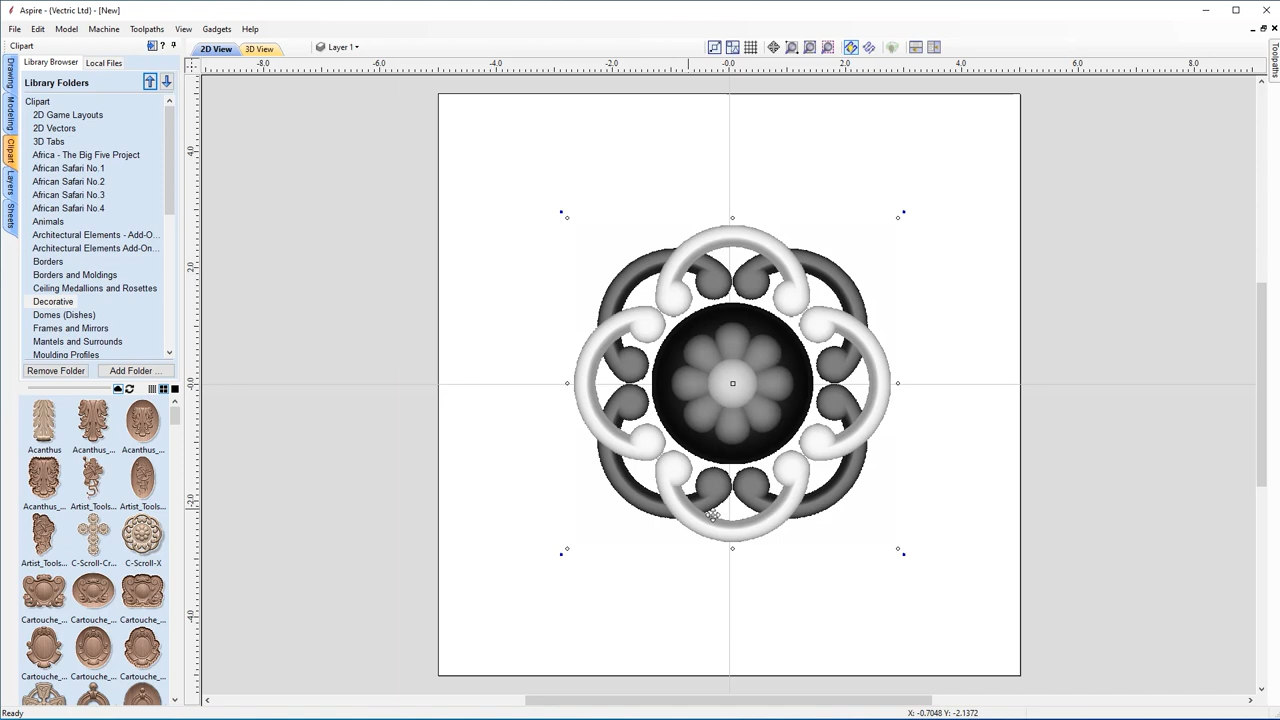 Aspire - {Vectric Ltd} - [New]
File Edit Model Machine Toolpaths View Gadgets Help
Clipart
2D View 3D View Layer 1
Library Browser Local Files
Library Folders
Clipart
2D Game Layouts
2D Vectors
3D Tabs
Africa - The Big Five Project
African Safari No.1
African Safari No.2
African Safari No.3
African Safari No.4
Animals
Architectural Elements - Add-O...
Architectural Elements Add-On...
Borders
Borders and Moldings
Ceiling Medallions and Rosettes
Decorative
Domes (Dishes)
Frames and Mirrors
Mantels and Surrounds
Moulding Profiles
Remove Folder Add Folder ...
Acanthus Acanthus_... Acanthus_...
Acanthus_... Artist_Tools... Artist_Tools...
Artist_Tools... C-Scroll-Cr... C-Scroll-X
Cartouche_... Cartouche_... Cartouche_...
Cartouche_... Cartouche_... Cartouche_...
Drawing
Modeling
Clipart
Layers
Sheets
-8.0 -6.0 -4.0 -2.0 -0.0 2.0 4.0 6.0 8.0
4.0
2.0
-0.0
-2.0
-4.0
Toolpaths
Ready
X: -0.7048 Y: -2.1372